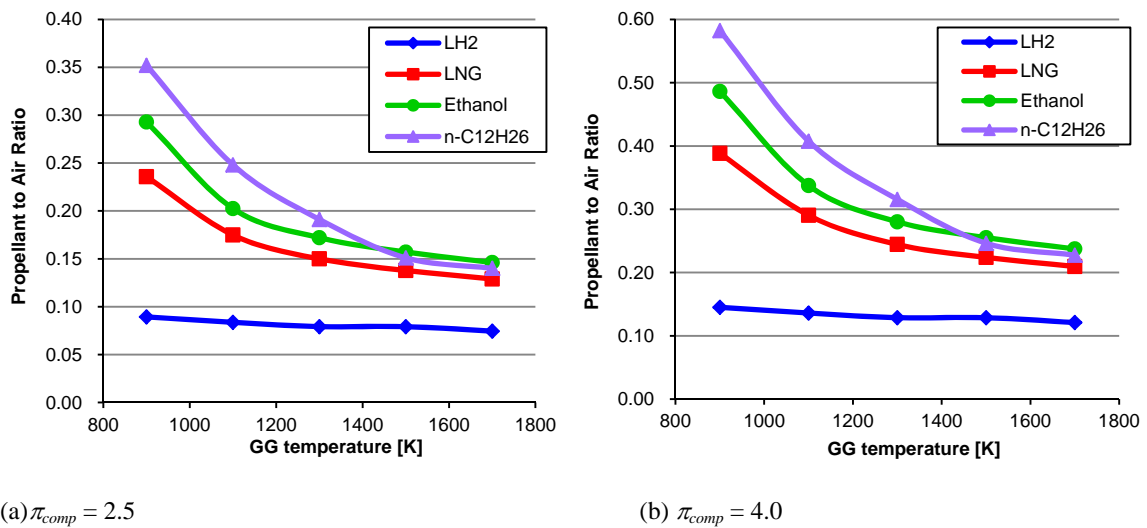 0.40
0.35
0.30
0.25
0.20
0.15
0.10
0.05
0.00
Propellant to Air Ratio
800 1000 1200 1400 1600 1800
GG temperature [K]
LH2
LNG
Ethanol
n-C12H26
0.60
0.50
0.40
0.30
0.20
0.10
0.00
Propellant to Air Ratio
800 1000 1200 1400 1600 1800
GG temperature [K]
LH2
LNG
Ethanol
n-C12H26
(a) πcomp = 2.5
(b) πcomp = 4.0